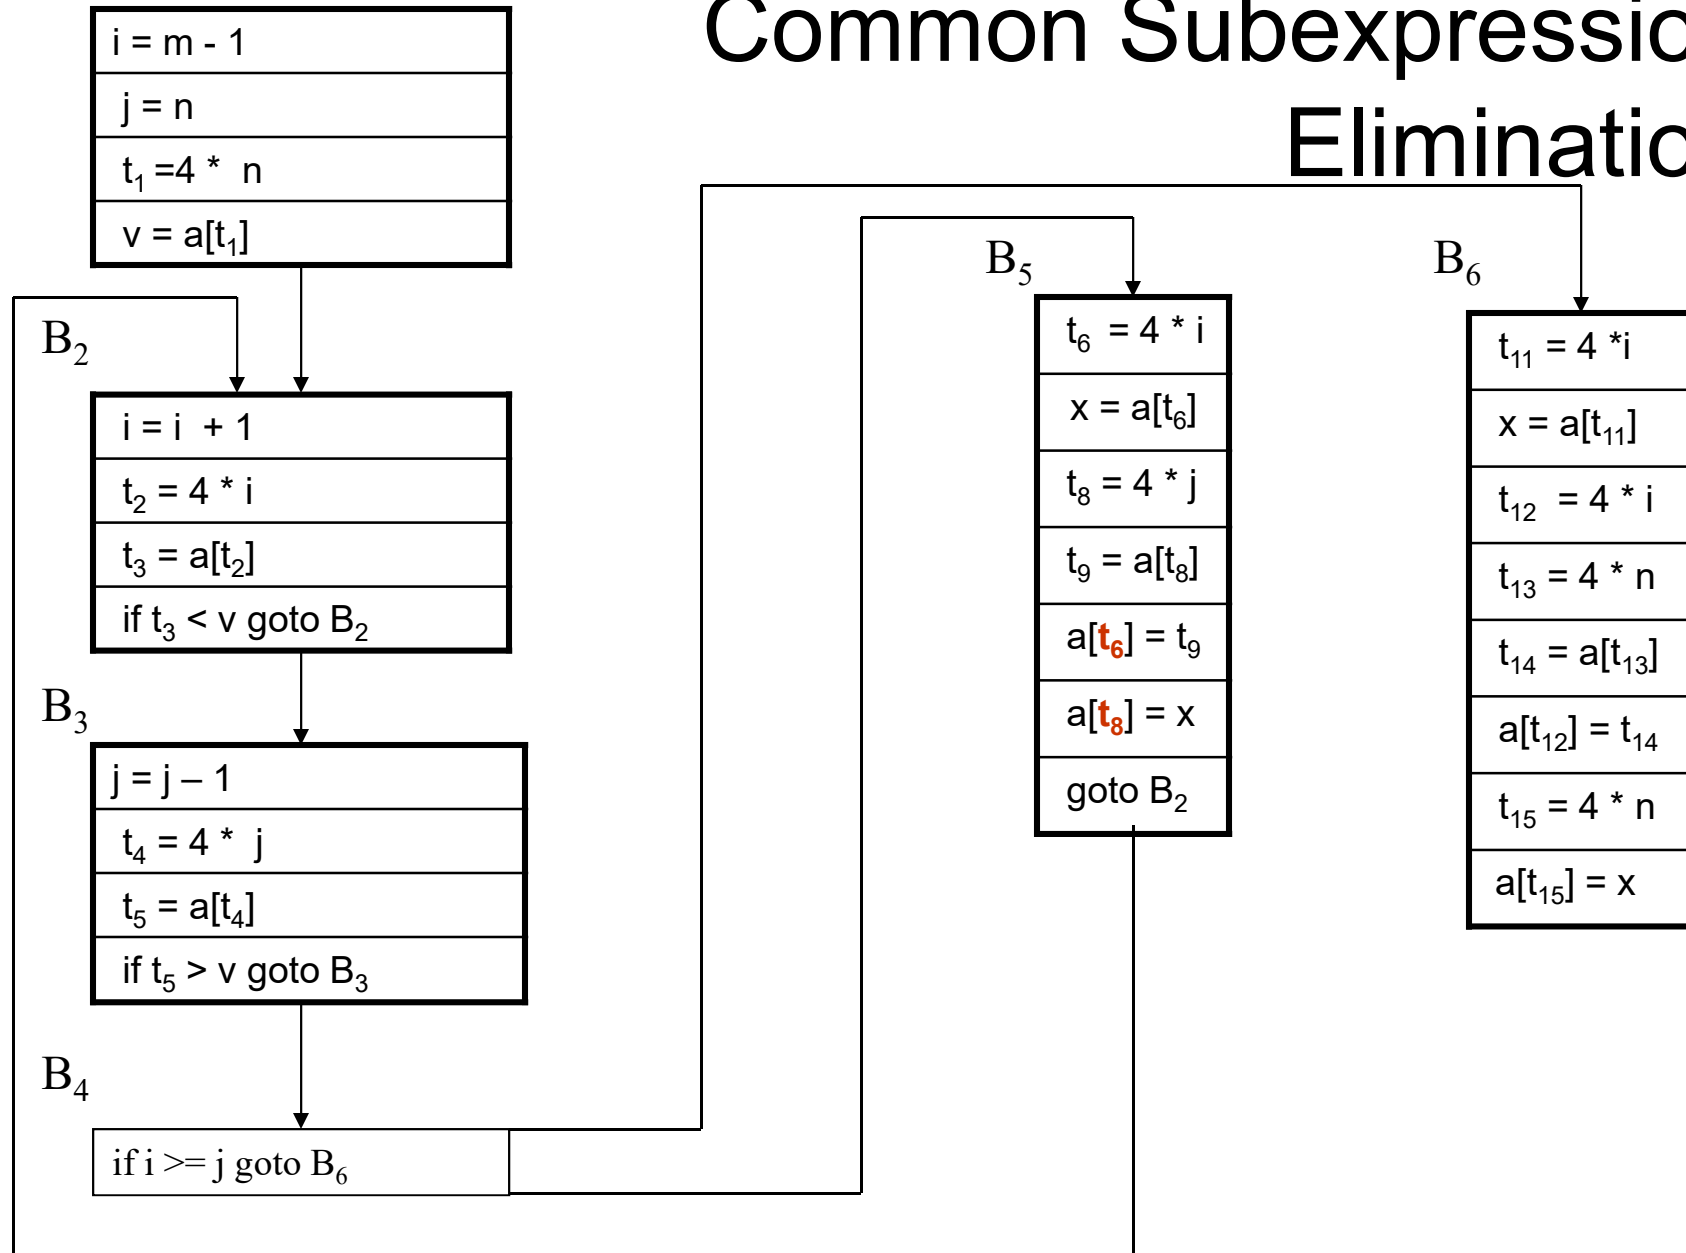 Common Subexpressio
Eliminatio
i = m - 1
j = n
t₁ =4 * n
v = a[t₁]
B₂
i = i + 1
t₂ = 4 * i
t₃ = a[t₂]
if t₃ < v goto B₂
B₃
j = j – 1
t₄ = 4 * j
t₅ = a[t₄]
if t₅ > v goto B₃
B₄
if i >= j goto B₆
B₅
t₆ = 4 * i
x = a[t₆]
t₈ = 4 * j
t₉ = a[t₈]
a[t₆] = t₉
a[t₈] = x
goto B₂
B₆
t₁₁ = 4 *i
x = a[t₁₁]
t₁₂ = 4 * i
t₁₃ = 4 * n
t₁₄ = a[t₁₃]
a[t₁₂] = t₁₄
t₁₅ = 4 * n
a[t₁₅] = x